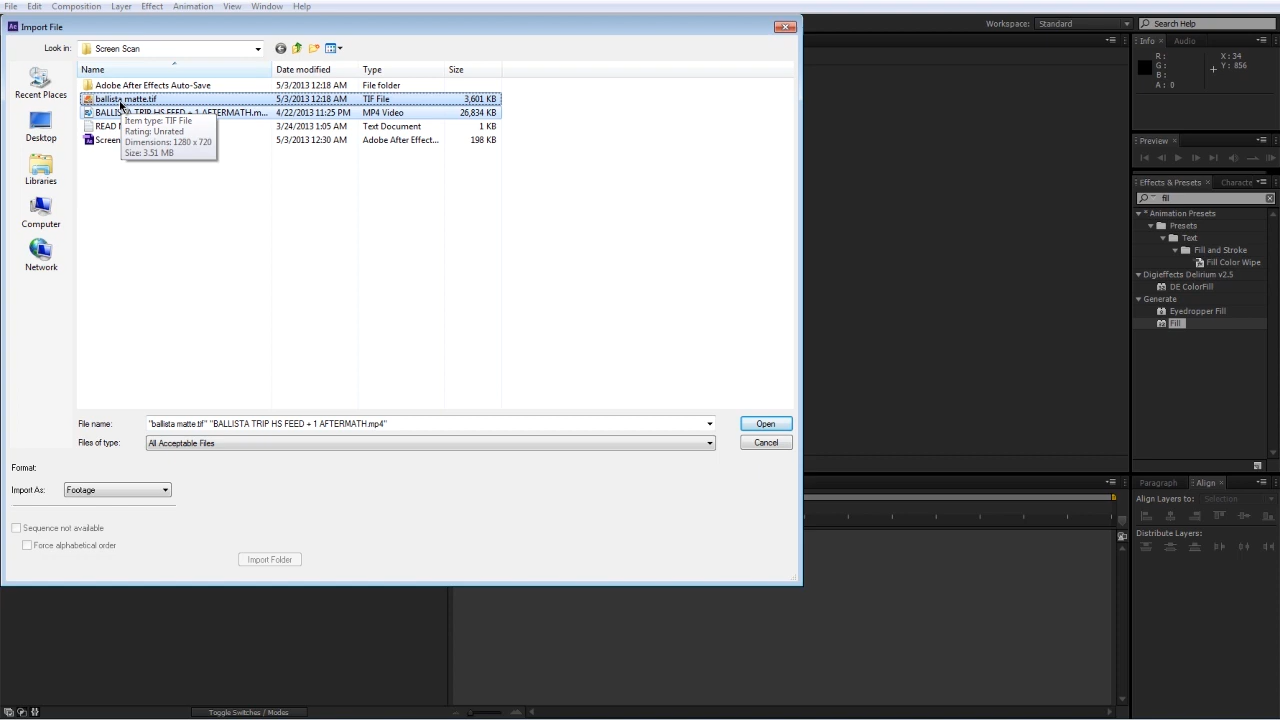 File Edit Composition Layer Effect Animation View Window Help
Import File
Workspace: Standard Search Help
Look in: Screen Scan
Info Audio
R: X: 34
G: Y: 856
B:
A: 0
Name Date modified Type Size
Adobe After Effects Auto-Save 5/3/2013 12:18 AM File folder
ballista matte.tif 5/3/2013 12:18 AM TIF File 3,601 KB
BALLISTA TRIP HS FEED + 1 AFTERMATH.m... 4/22/2013 11:25 PM MP4 Video 26,834 KB
READ 3/24/2013 1:05 AM Text Document 1 KB
Screen 5/3/2013 12:30 AM Adobe After Effect... 198 KB
Item type: TIF File
Rating: Unrated
Dimensions: 1280 x 720
Size: 3.51 MB
Recent Places
Desktop
Libraries
Computer
Network
Preview
Effects & Presets Characte
fill
* Animation Presets
Presets
Text
Fill and Stroke
Fill Color Wipe
Digieffects Delirium v2.5
DE ColorFill
Generate
Eyedropper Fill
Fill
File name: "ballista matte.tif" "BALLISTA TRIP HS FEED + 1 AFTERMATH.mp4" Open
Files of type: All Acceptable Files Cancel
Format:
Import As: Footage
Sequence not available
Force alphabetical order
Import Folder
Paragraph Align
Align Layers to: Selection
Distribute Layers:
Toggle Switches / Modes